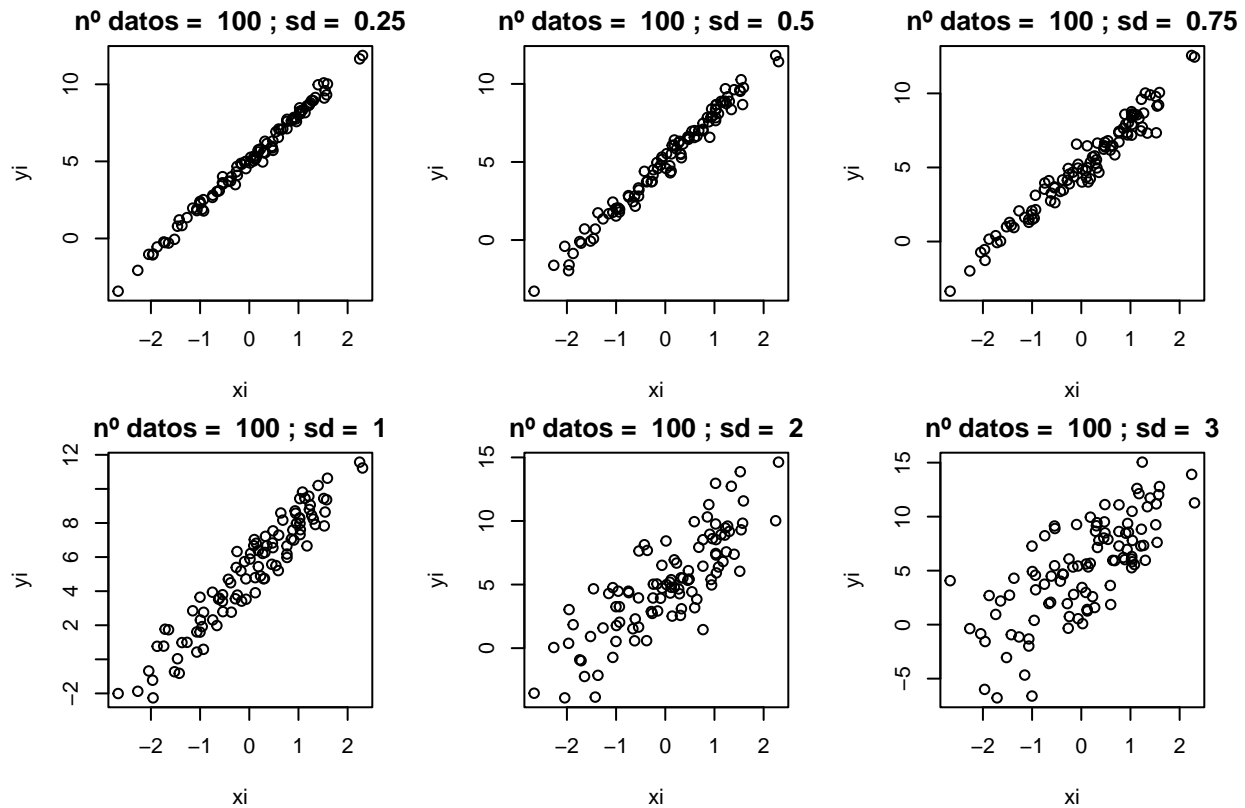 nº datos = 100 ; sd = 0.25
10
5
0
yi
−2 −1 0 1 2
xi
nº datos = 100 ; sd = 0.5
10
5
0
yi
−2 −1 0 1 2
xi
nº datos = 100 ; sd = 0.75
10
5
0
yi
−2 −1 0 1 2
xi
nº datos = 100 ; sd = 1
12
8
6
4
2
−2
yi
−2 −1 0 1 2
xi
nº datos = 100 ; sd = 2
15
10
5
0
yi
−2 −1 0 1 2
xi
nº datos = 100 ; sd = 3
15
10
5
0
−5
yi
−2 −1 0 1 2
xi